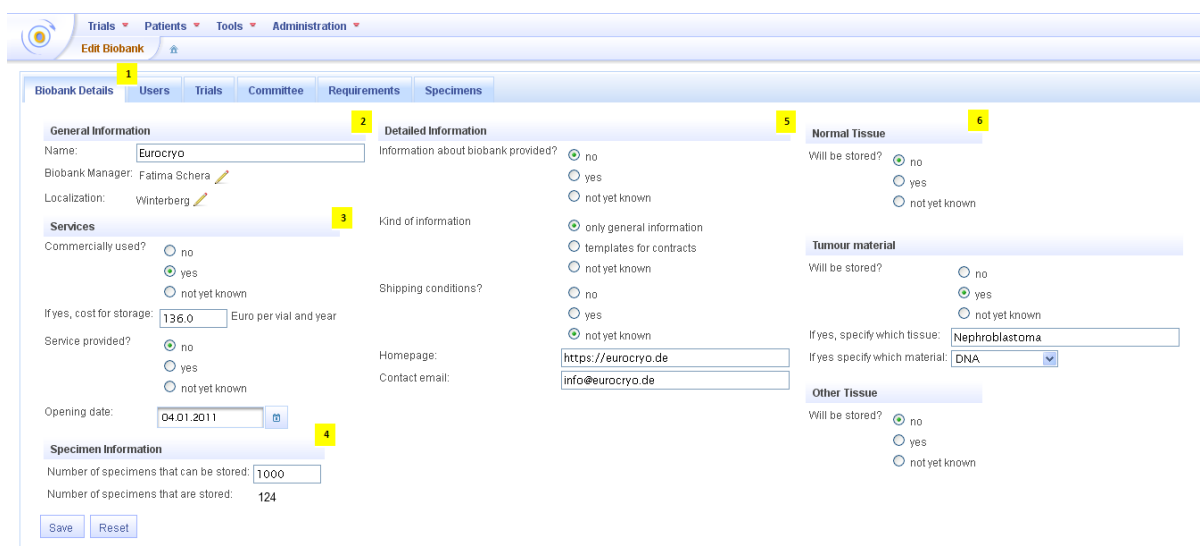 Trials Patients Tools Administration
Edit Biobank
1
Biobank Details Users Trials Committee Requirements Specimens
General Information
2
Name: Eurocryo
Biobank Manager: Fatima Schera
Localization: Winterberg
Services
3
Commercially used?
no
yes
not yet known
If yes, cost for storage: 136.0 Euro per vial and year
Service provided?
no
yes
not yet known
Opening date: 04.01.2011
Specimen Information
4
Number of specimens that can be stored: 1000
Number of specimens that are stored: 124
Save Reset
Detailed Information
5
Information about biobank provided?
no
yes
not yet known
Kind of information
only general information
templates for contracts
not yet known
Shipping conditions?
no
yes
not yet known
Homepage: https://eurocryo.de
Contact email: info@eurocryo.de
Normal Tissue
6
Will be stored?
no
yes
not yet known
Tumour material
Will be stored?
no
yes
not yet known
If yes, specify which tissue: Nephroblastoma
If yes specify which material: DNA
Other Tissue
Will be stored?
no
yes
not yet known